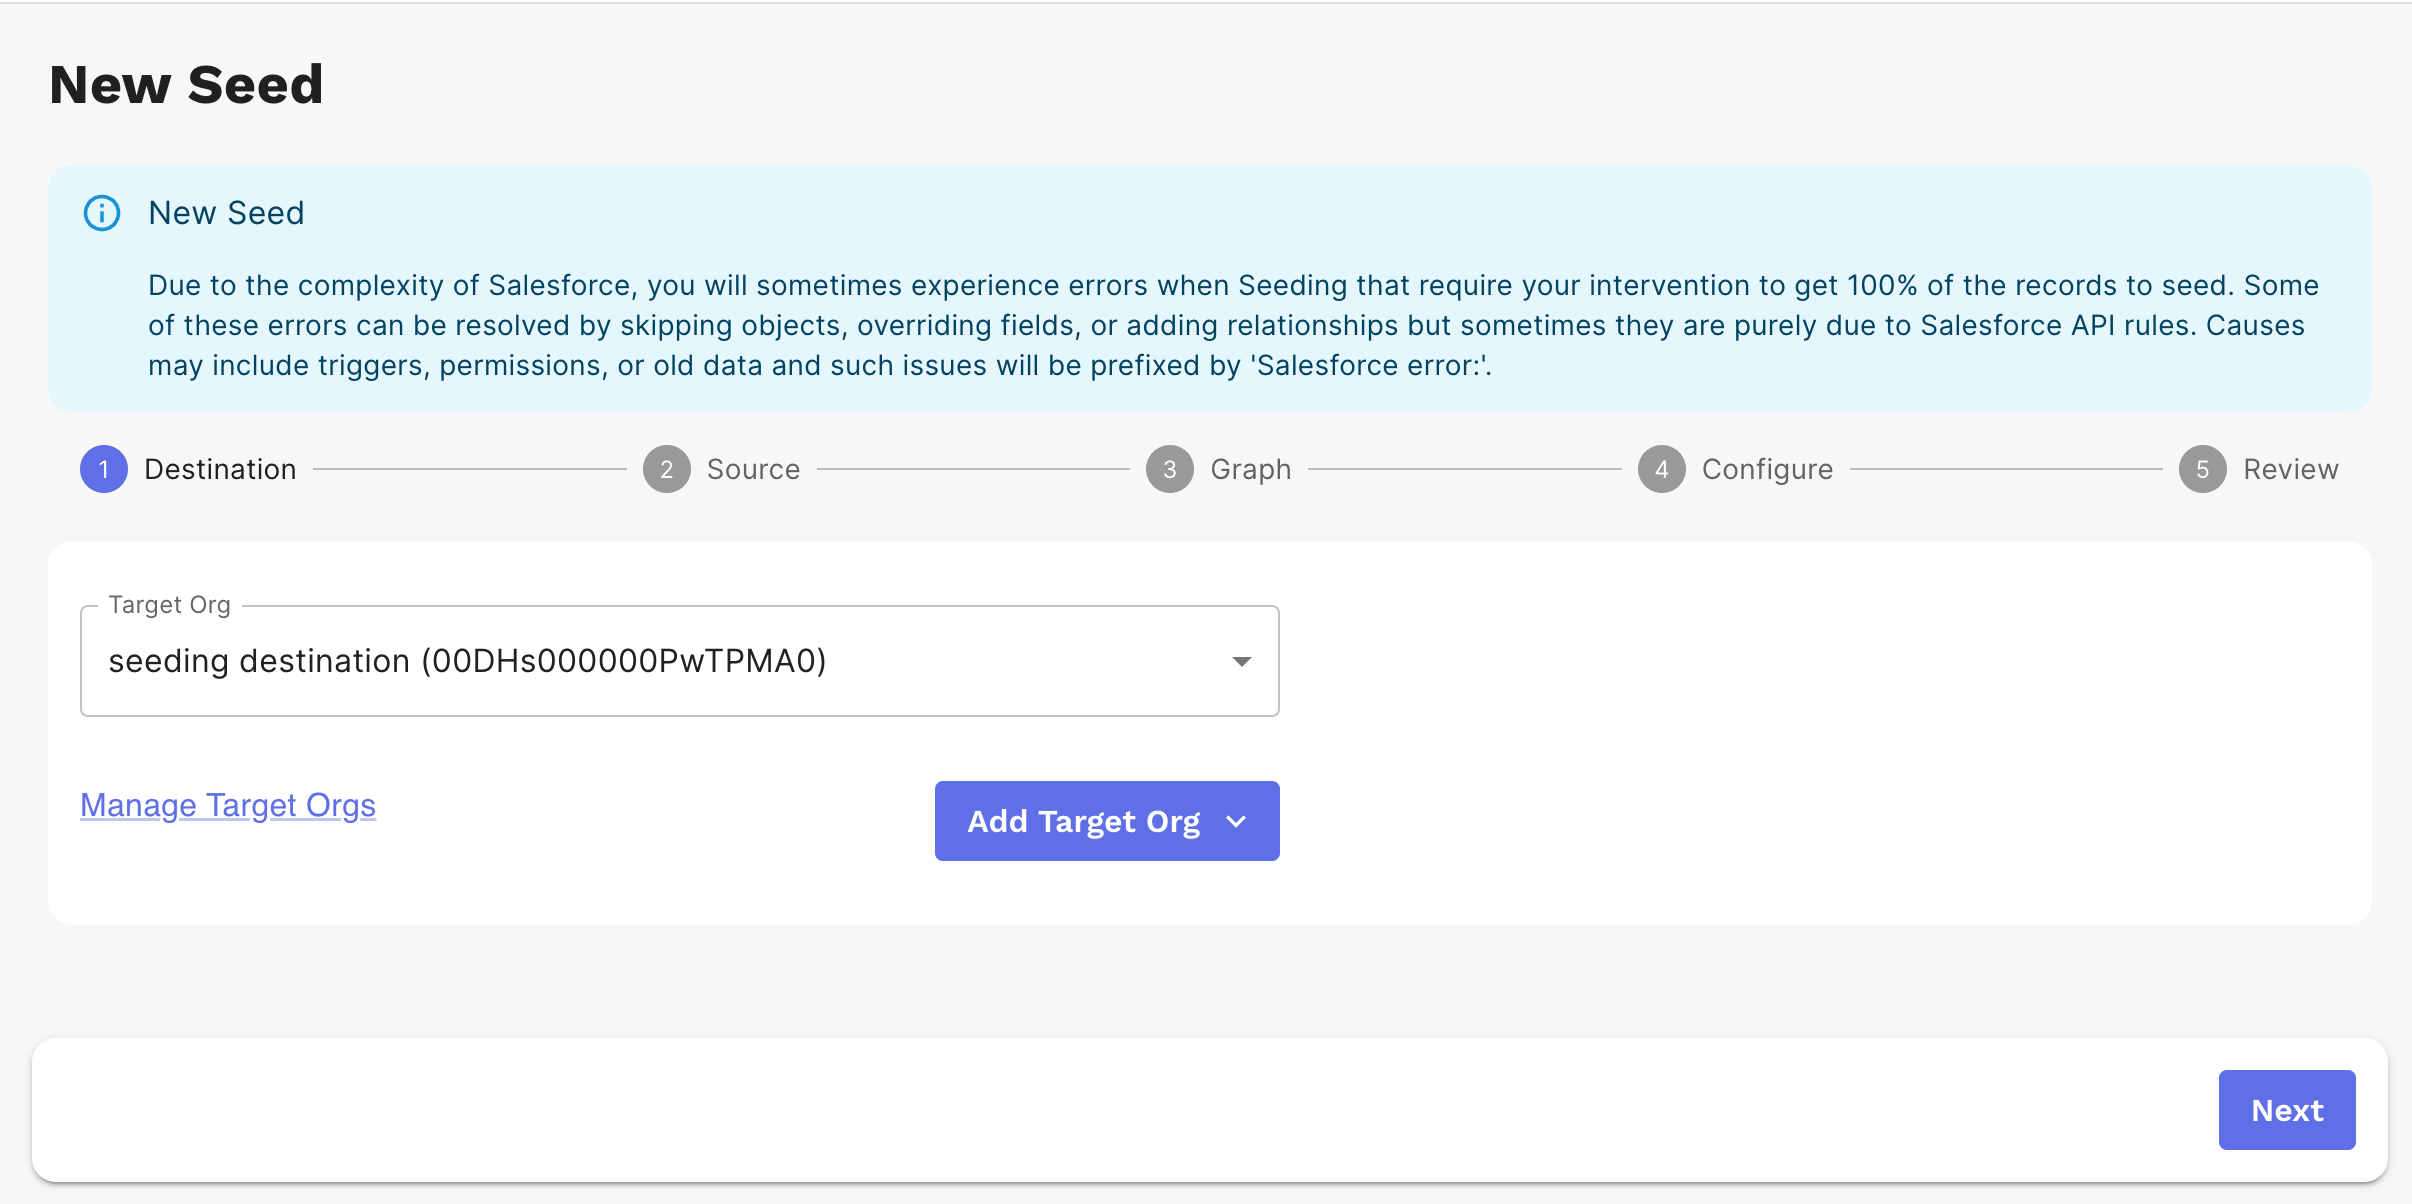 New Seed
New Seed
Due to the complexity of Salesforce, you will sometimes experience errors when Seeding that require your intervention to get 100% of the records to seed. Some
of these errors can be resolved by skipping objects, overriding fields, or adding relationships but sometimes they are purely due to Salesforce API rules. Causes
may include triggers, permissions, or old data and such issues will be prefixed by 'Salesforce error:'.
1 Destination 2 Source 3 Graph 4 Configure 5 Review
Target Org
seeding destination (00DHs000000PwTPMA0)
Manage Target Orgs
Add Target Org
Next